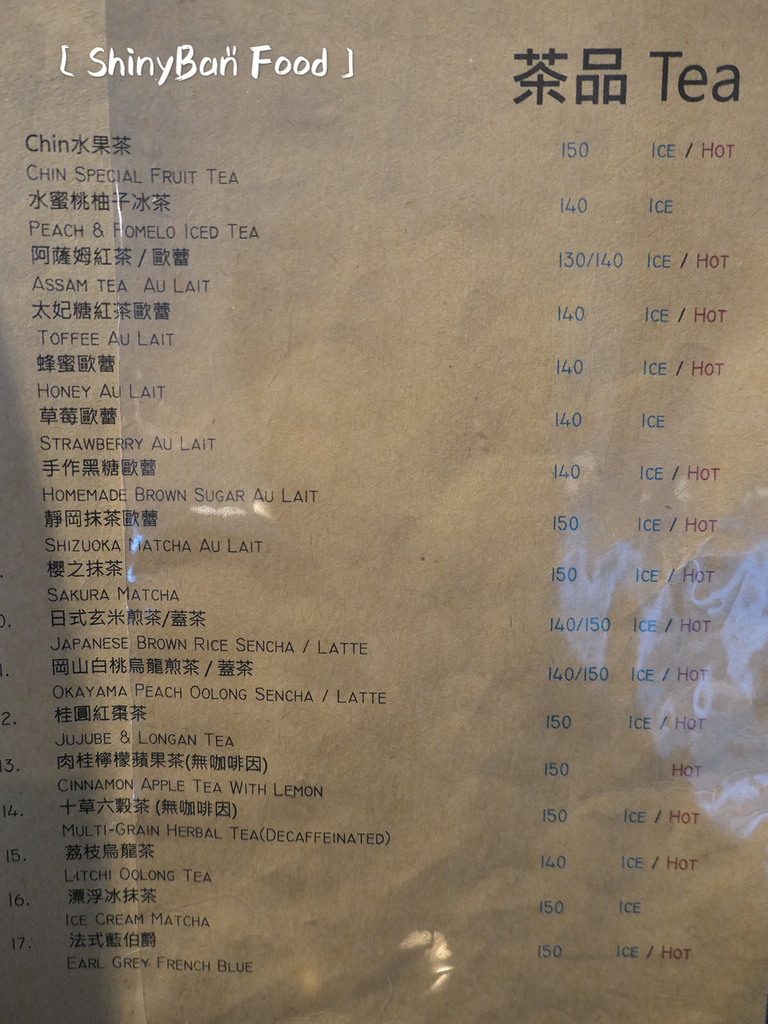 [ ShinyBan Food ]
茶品 Tea
Chin水果茶 150 ICE / HOT
CHIN SPECIAL FRUIT TEA
水蜜桃柚子冰茶 140 ICE
PEACH & POMELO ICED TEA
阿薩姆紅茶 / 歐蕾 130/140 ICE / HOT
ASSAM TEA AU LAIT
太妃糖紅茶歐蕾 140 ICE / HOT
TOFFEE AU LAIT
蜂蜜歐蕾 140 ICE / HOT
HONEY AU LAIT
草莓歐蕾 140 ICE
STRAWBERRY AU LAIT
手作黑糖歐蕾 140 ICE / HOT
HOMEMADE BROWN SUGAR AU LAIT
靜岡抹茶歐蕾 150 ICE / HOT
SHIZUOKA MATCHA AU LAIT
. 櫻之抹茶 150 ICE / HOT
SAKURA MATCHA
0. 日式玄米煎茶/蓋茶 140/150 ICE / HOT
JAPANESE BROWN RICE SENCHA / LATTE
1. 岡山白桃烏龍煎茶 / 蓋茶 140/150 ICE / HOT
OKAYAMA PEACH OOLONG SENCHA / LATTE
2. 桂圓紅棗茶 150 ICE / HOT
JUJUBE & LONGAN TEA
13. 肉桂檸檬蘋果茶(無咖啡因) 150 HOT
CINNAMON APPLE TEA WITH LEMON
14. 十草六穀茶 (無咖啡因) 150 ICE / HOT
MULTI-GRAIN HERBAL TEA(DECAFFEINATED)
15. 荔枝烏龍茶 140 ICE / HOT
LITCHI OOLONG TEA
16. 漂浮冰抹茶 150 ICE
ICE CREAM MATCHA
17. 法式藍伯爵 150 ICE / HOT
EARL GREY FRENCH BLUE